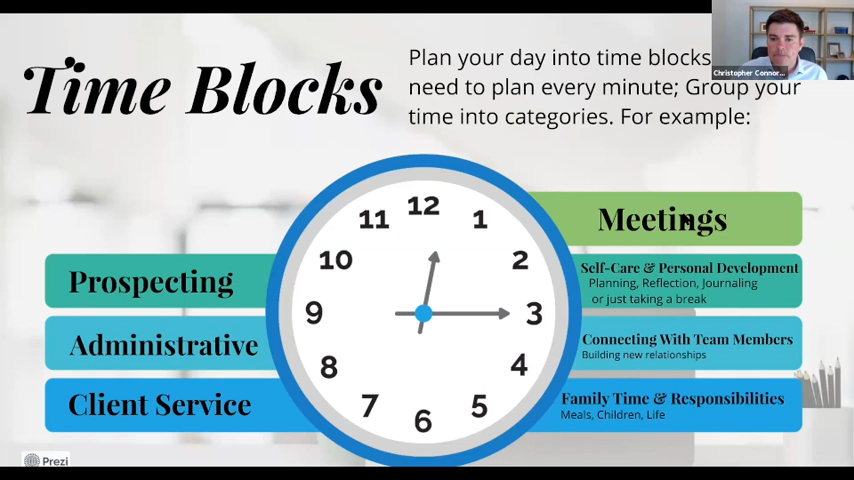 Time Blocks
Plan your day into time blocks
need to plan every minute; Group your
time into categories. For example:
Christopher Connor...
12
11
1
10
2
9
3
8
4
7
5
6
Prospecting
Administrative
Client Service
Meetings
Self-Care & Personal Development
Planning, Reflection, Journaling
or just taking a break
Connecting With Team Members
Building new relationships
Family Time & Responsibilities
Meals, Children, Life
Prezi